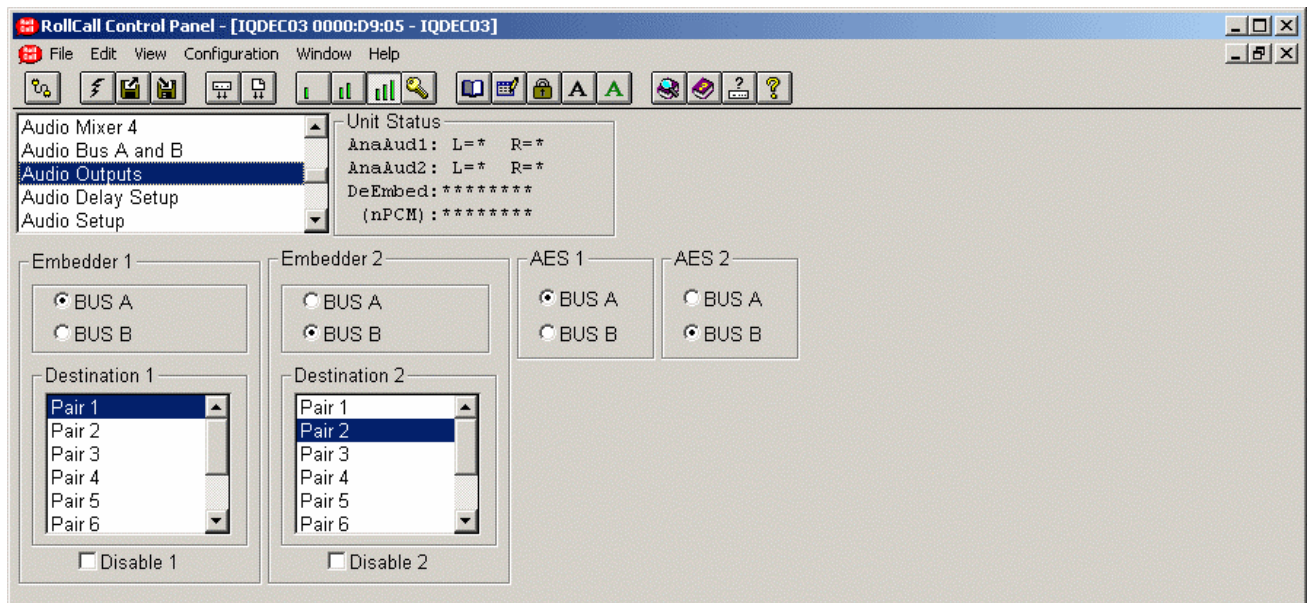 RollCall Control Panel - [IQDEC03 0000:D9:05 - IQDEC03]
File Edit View Configuration Window Help
A A ? ?
Audio Mixer 4
Audio Bus A and B
Audio Outputs
Audio Delay Setup
Audio Setup
Unit Status
AnaAud1: L=* R=*
AnaAud2: L=* R=*
DeEmbed:********
(nPCM):********
Embedder 1
BUS A
BUS B
Destination 1
Pair 1
Pair 2
Pair 3
Pair 4
Pair 5
Pair 6
Disable 1
Embedder 2
BUS A
BUS B
Destination 2
Pair 1
Pair 2
Pair 3
Pair 4
Pair 5
Pair 6
Disable 2
AES 1
BUS A
BUS B
AES 2
BUS A
BUS B